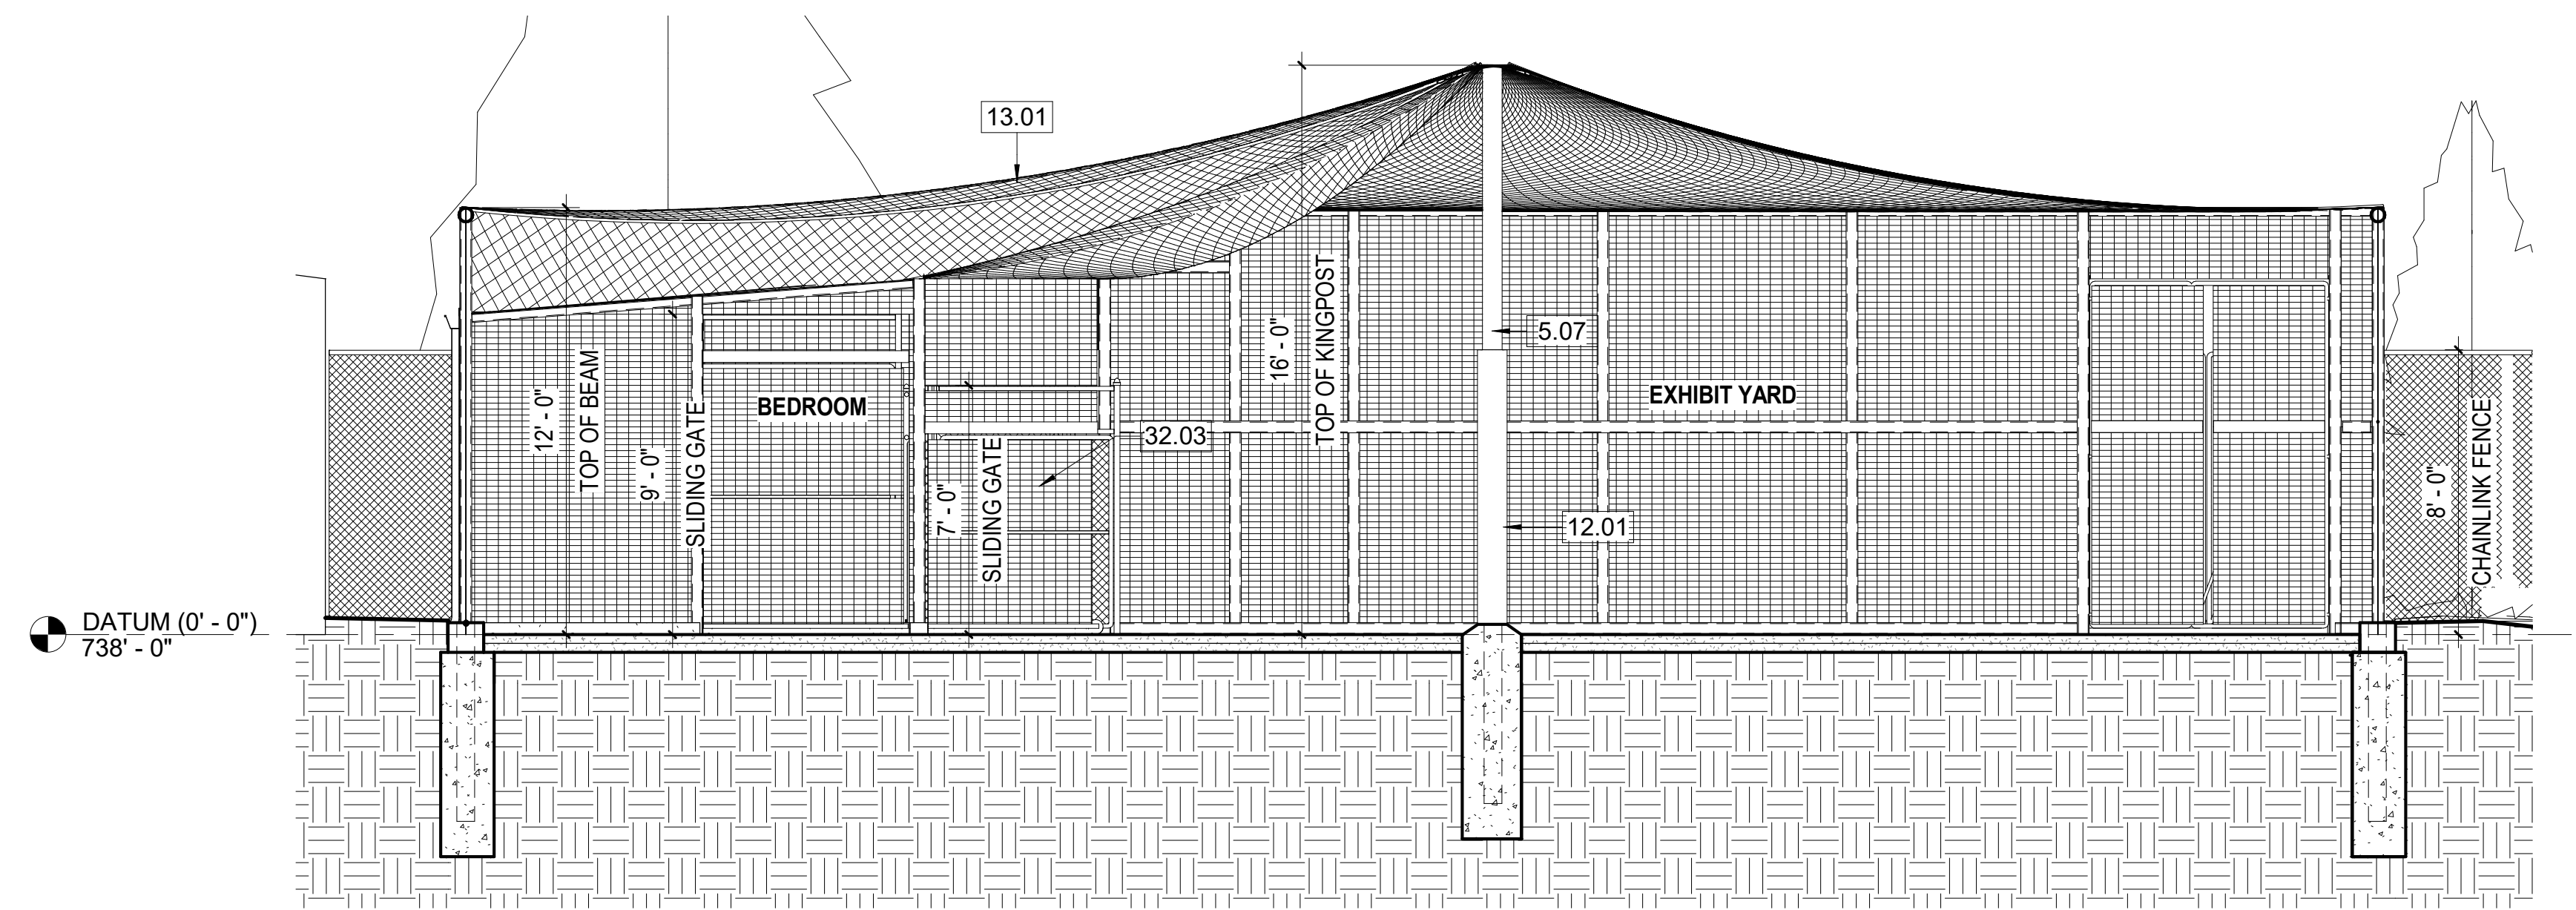 13.01
5.07
12' - 0"
TOP OF BEAM
9' - 0"
SLIDING GATE
BEDROOM
7' - 0"
SLIDING GATE
32.03
16' - 0"
TOP OF KINGPOST
EXHIBIT YARD
12.01
8' - 0"
CHAINLINK FENCE
DATUM (0' - 0")
738' - 0"